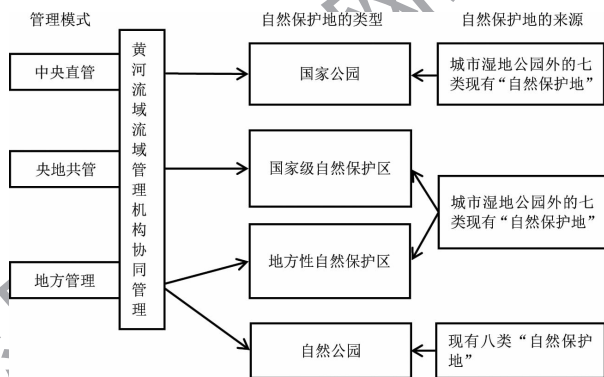 管理模式
自然保护地的类型
自然保护地的来源
中央直管
央地共管
地方管理
黄
河
流
域
流
域
管
理
机
构
协
同
管
理
国家公园
国家级自然保护区
地方性自然保护区
自然公园
城市湿地公园外的七
类现有“自然保护地”
城市湿地公园外的七
类现有“自然保护地”
现有八类“自然保护
地”